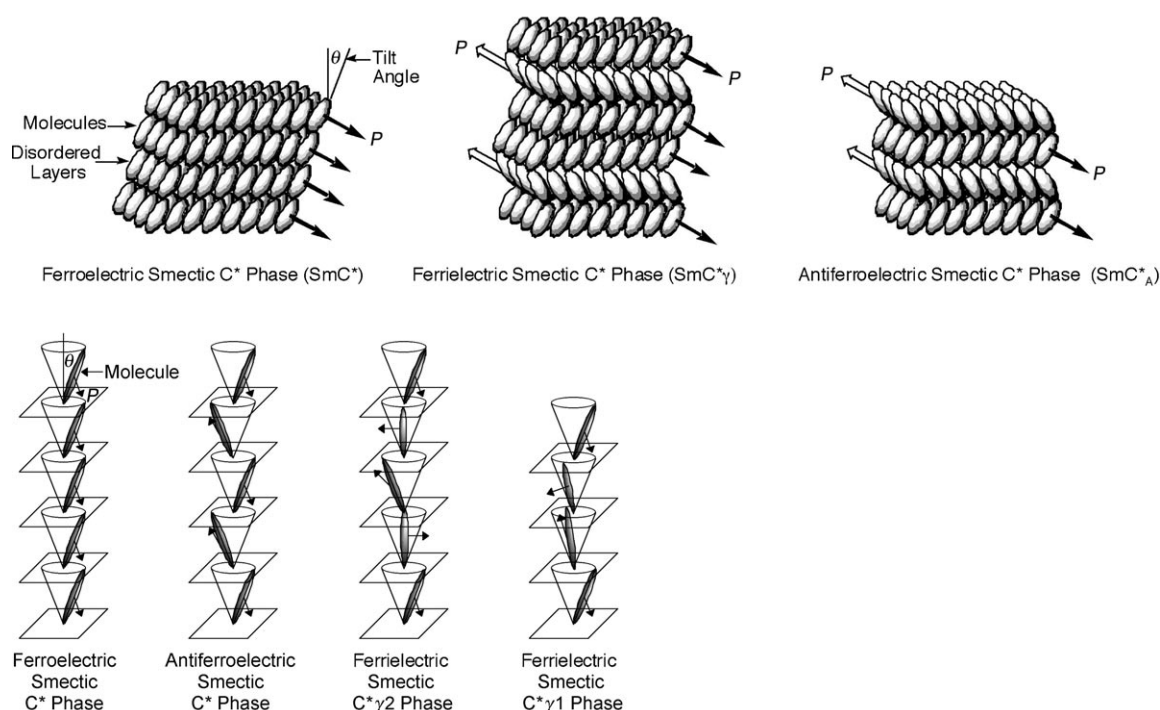 θ
Tilt
Angle
Molecules
Disordered
Layers
P
Ferroelectric Smectic C* Phase (SmC*)
P
P
Ferrielectric Smectic C* Phase (SmC*γ)
P
P
Antiferroelectric Smectic C* Phase (SmC*A)
θ
Molecule
P
Ferroelectric
Smectic
C* Phase
Antiferroelectric
Smectic
C* Phase
Ferrielectric
Smectic
C*γ2 Phase
Ferrielectric
Smectic
C*γ1 Phase